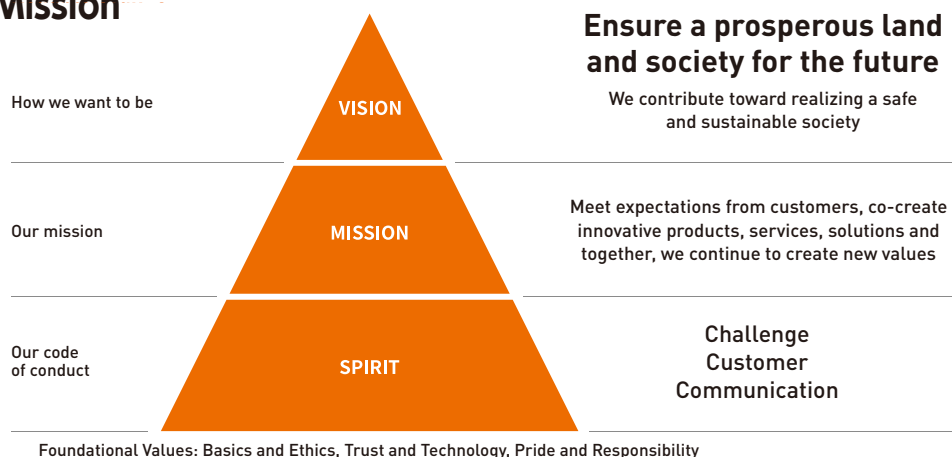 Mission
Ensure a prosperous land
and society for the future
How we want to be
VISION
We contribute toward realizing a safe
and sustainable society
Our mission
MISSION
Meet expectations from customers, co-create
innovative products, services, solutions and
together, we continue to create new values
Our code
of conduct
SPIRIT
Challenge
Customer
Communication
Foundational Values: Basics and Ethics, Trust and Technology, Pride and Responsibility